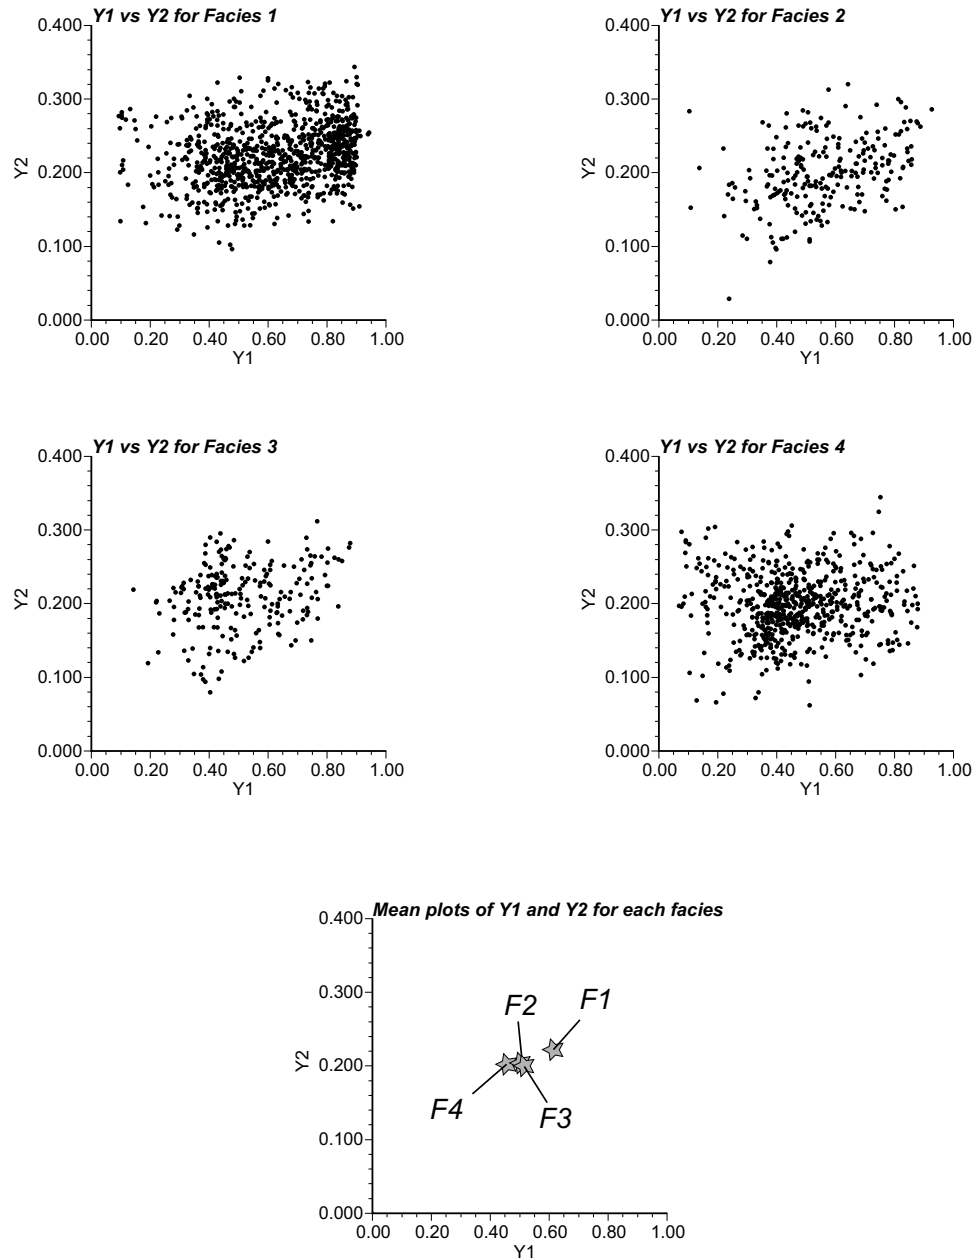 Y1 vs Y2 for Facies 1
0.400
0.300
0.200
0.100
0.000
Y2
0.00 0.20 0.40 0.60 0.80 1.00
Y1
Y1 vs Y2 for Facies 2
0.400
0.300
0.200
0.100
0.000
Y2
0.00 0.20 0.40 0.60 0.80 1.00
Y1
Y1 vs Y2 for Facies 3
0.400
0.300
0.200
0.100
0.000
Y2
0.00 0.20 0.40 0.60 0.80 1.00
Y1
Y1 vs Y2 for Facies 4
0.400
0.300
0.200
0.100
0.000
Y2
0.00 0.20 0.40 0.60 0.80 1.00
Y1
Mean plots of Y1 and Y2 for each facies
0.400
0.300
0.200
0.100
0.000
Y2
F2
F1
F4
F3
0.00 0.20 0.40 0.60 0.80 1.00
Y1